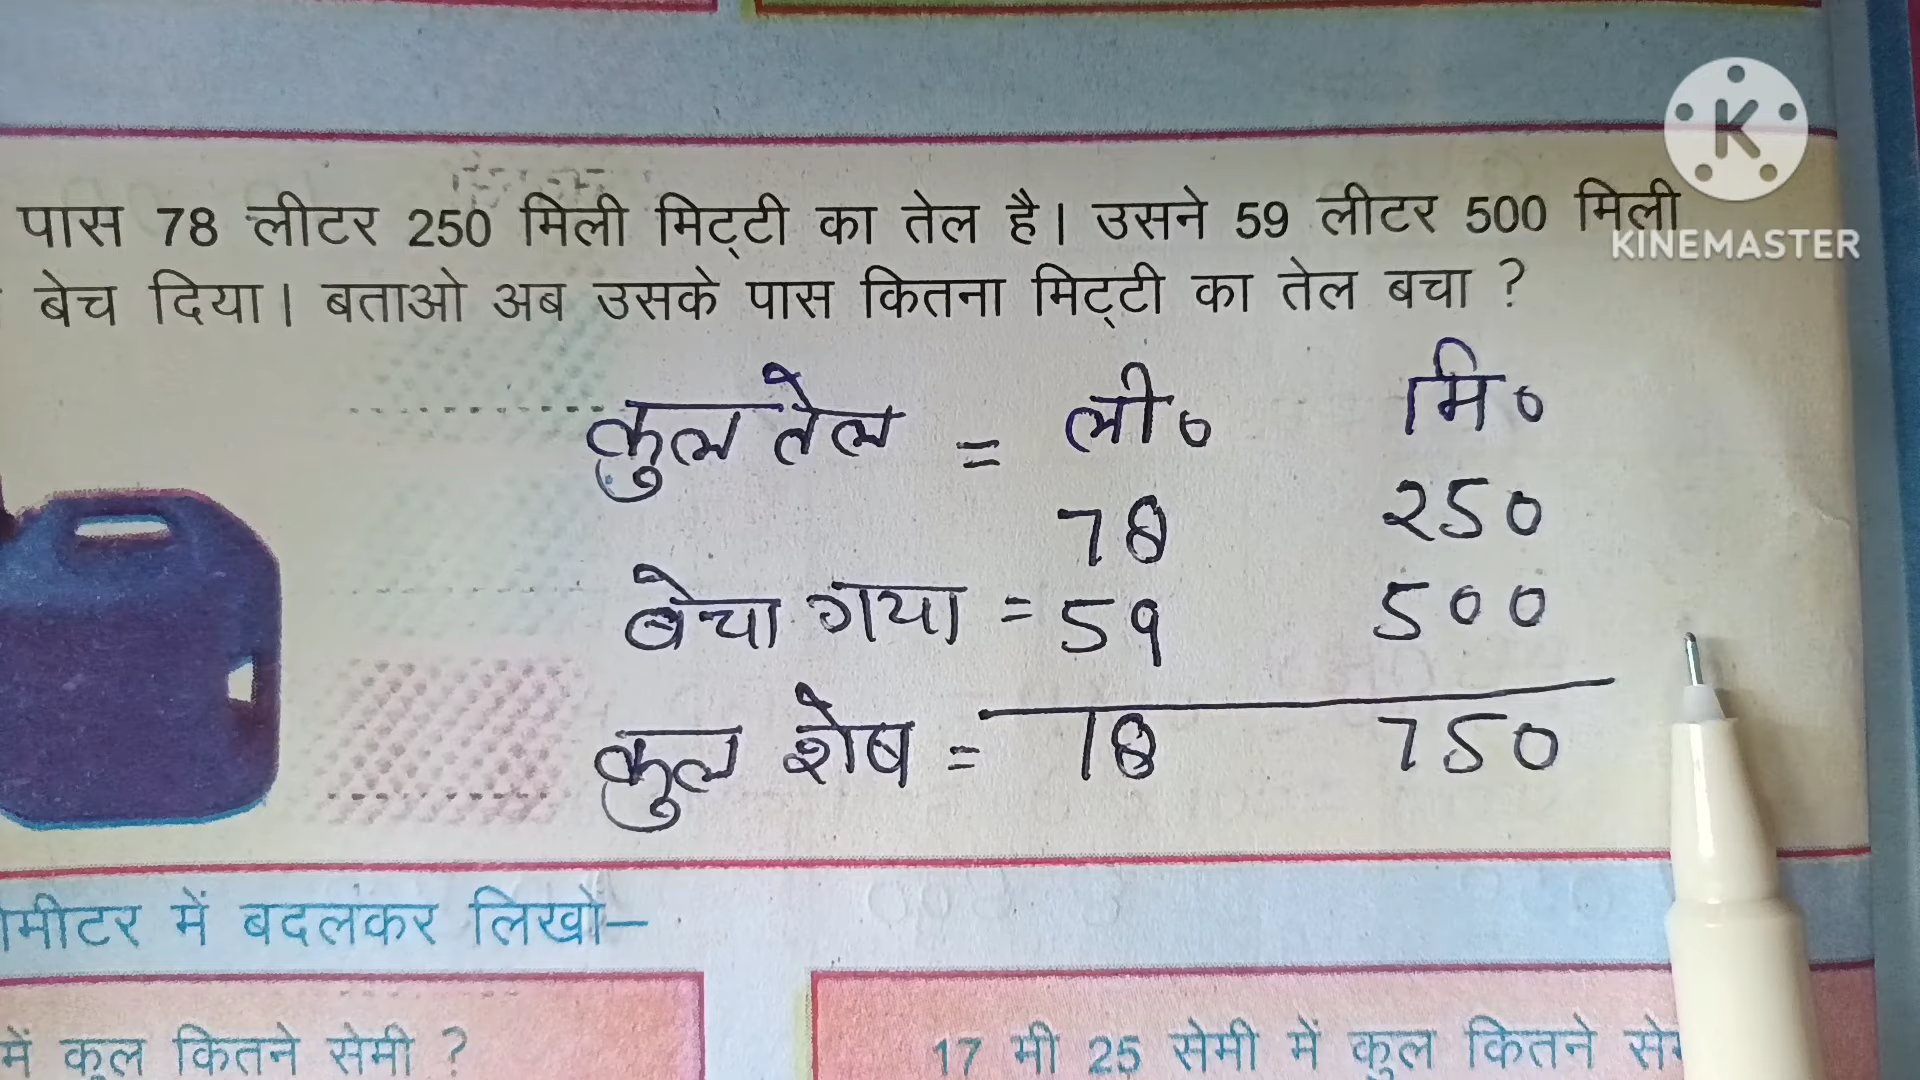 पास 78 लीटर 250 मिली मिट्टी का तेल है। उसने 59 लीटर 500 मिली
बेच दिया। बताओ अब उसके पास कितना मिट्टी का तेल बचा ?
K
KINEMASTER
कुल तेल = ली० मि०
78 250
बेचा गया = 59 500
कुल शेष = 18 750
मीटर में बदलकर लिखो–
में कुल कितने सेमी ?
17 मी 25 सेमी में कुल कितने